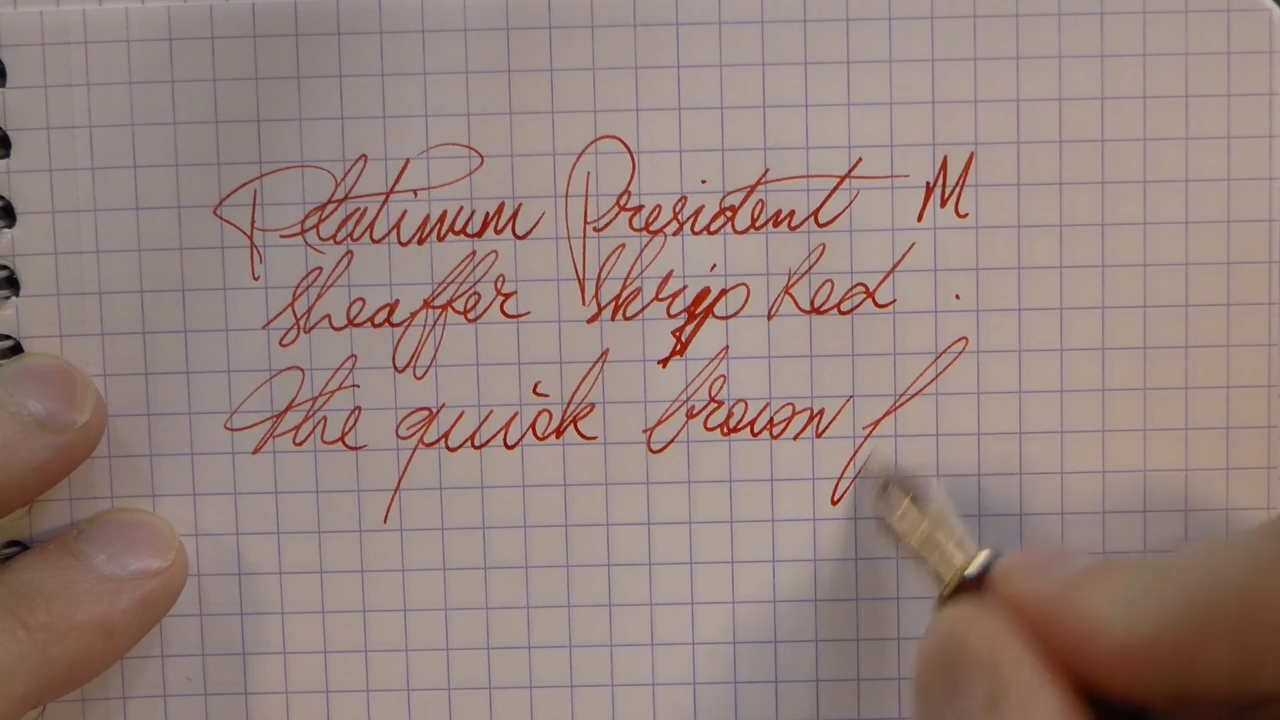 Platinum President M
Sheaffer Skrip Red .
The quick brown f